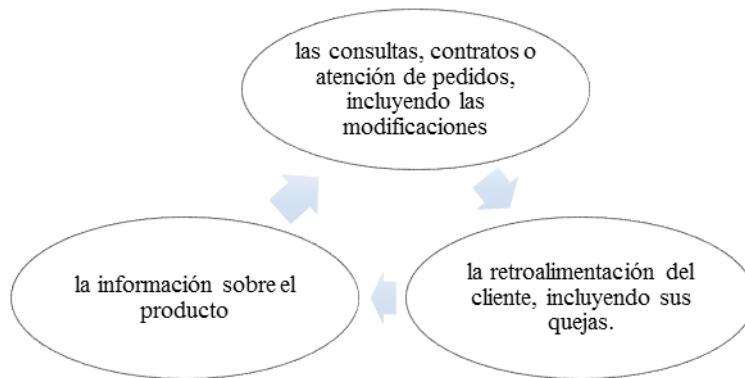 las consultas, contratos o
atención de pedidos,
incluyendo las
modificaciones
la información sobre el
producto
la retroalimentación del
cliente, incluyendo sus
quejas.